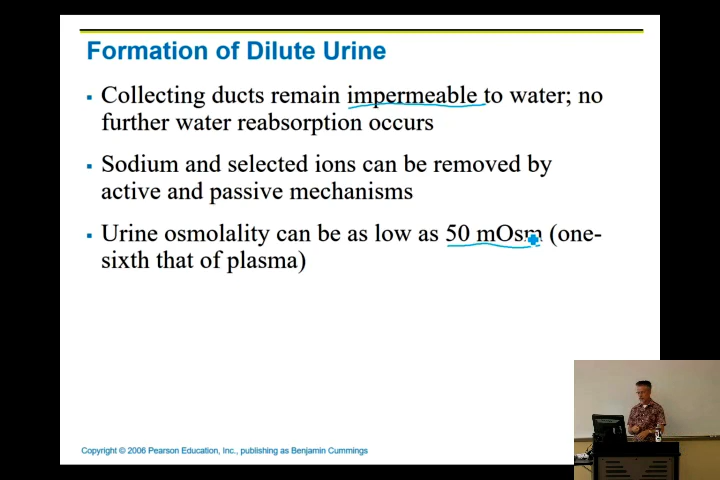 Formation of Dilute Urine
▪ Collecting ducts remain impermeable to water; no
further water reabsorption occurs
▪ Sodium and selected ions can be removed by
active and passive mechanisms
▪ Urine osmolality can be as low as 50 mOsm (one-
sixth that of plasma)
Copyright © 2006 Pearson Education, Inc., publishing as Benjamin Cummings